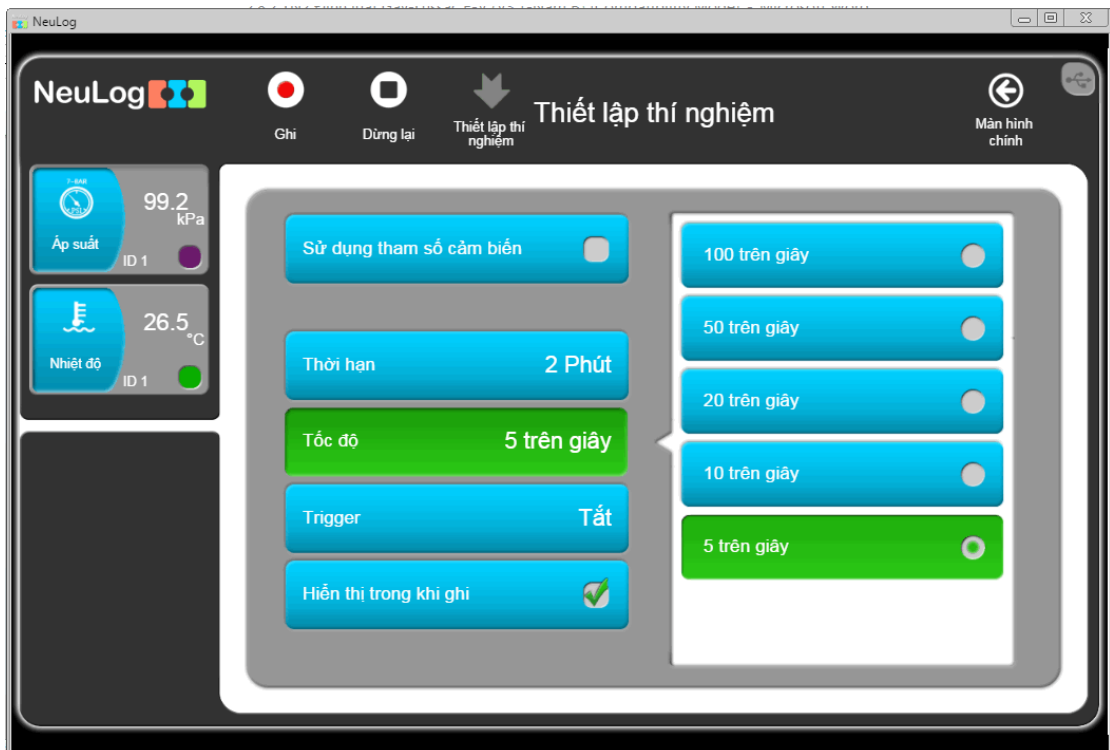 NeuLog
NeuLog
Ghi
Dừng lại
Thiết lập thí
nghiệm
Thiết lập thí nghiệm
Màn hình
chính
99.2
kPa
Áp suất
ID 1
26.5
°C
Nhiệt độ
ID 1
Sử dụng tham số cảm biến
Thời hạn 2 Phút
Tốc độ 5 trên giây
Trigger Tắt
Hiển thị trong khi ghi
100 trên giây
50 trên giây
20 trên giây
10 trên giây
5 trên giây